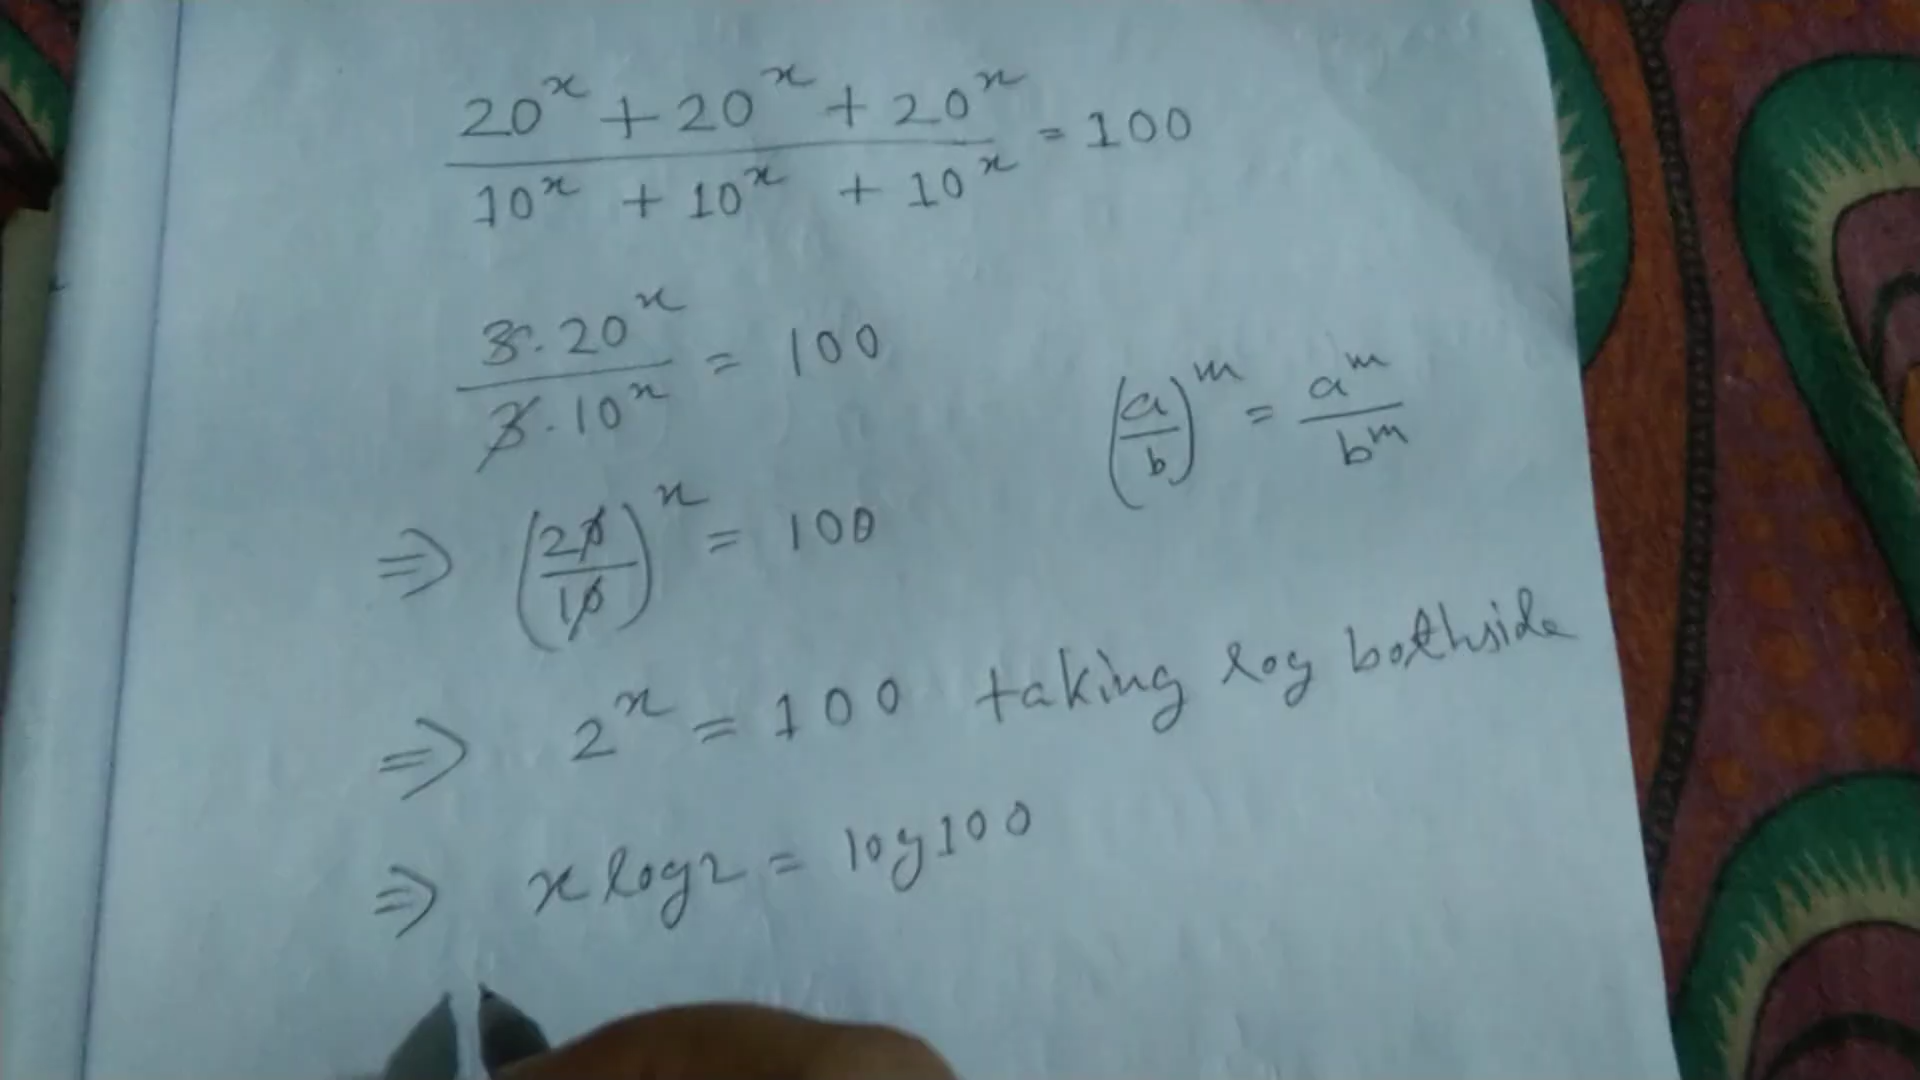 20^x + 20^x + 20^x / 10^x + 10^x + 10^x = 100
3·20^x / 3·10^x = 100
(a/b)^m = a^m / b^m
⇒ (20/10)^x = 100
⇒ 2^x = 100 taking log bothside
⇒ x log2 = log100